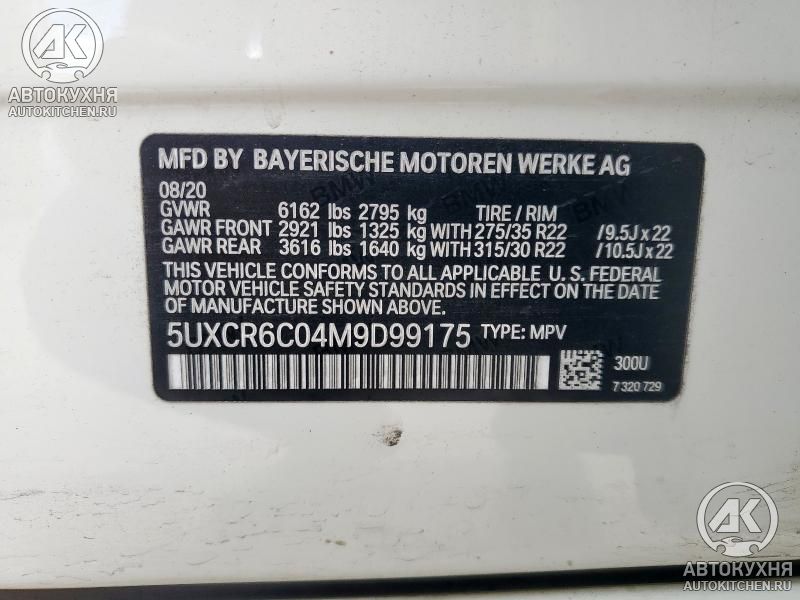 АК
АВТОКУХНЯ
AUTOKITCHEN.RU
MFD BY BAYERISCHE MOTOREN WERKE AG
08/20
GVWR 6162 lbs 2795 kg TIRE / RIM
GAWR FRONT 2921 lbs 1325 kg WITH 275/35 R22 /9.5J x 22
GAWR REAR 3616 lbs 1640 kg WITH 315/30 R22 /10.5J x 22
THIS VEHICLE CONFORMS TO ALL APPLICABLE U. S. FEDERAL
MOTOR VEHICLE SAFETY STANDARDS IN EFFECT ON THE DATE
OF MANUFACTURE SHOWN ABOVE.
5UXCR6C04M9D99175 TYPE: MPV
300U
7 320 729
АК
АВТОКУХНЯ
AUTOKITCHEN.RU